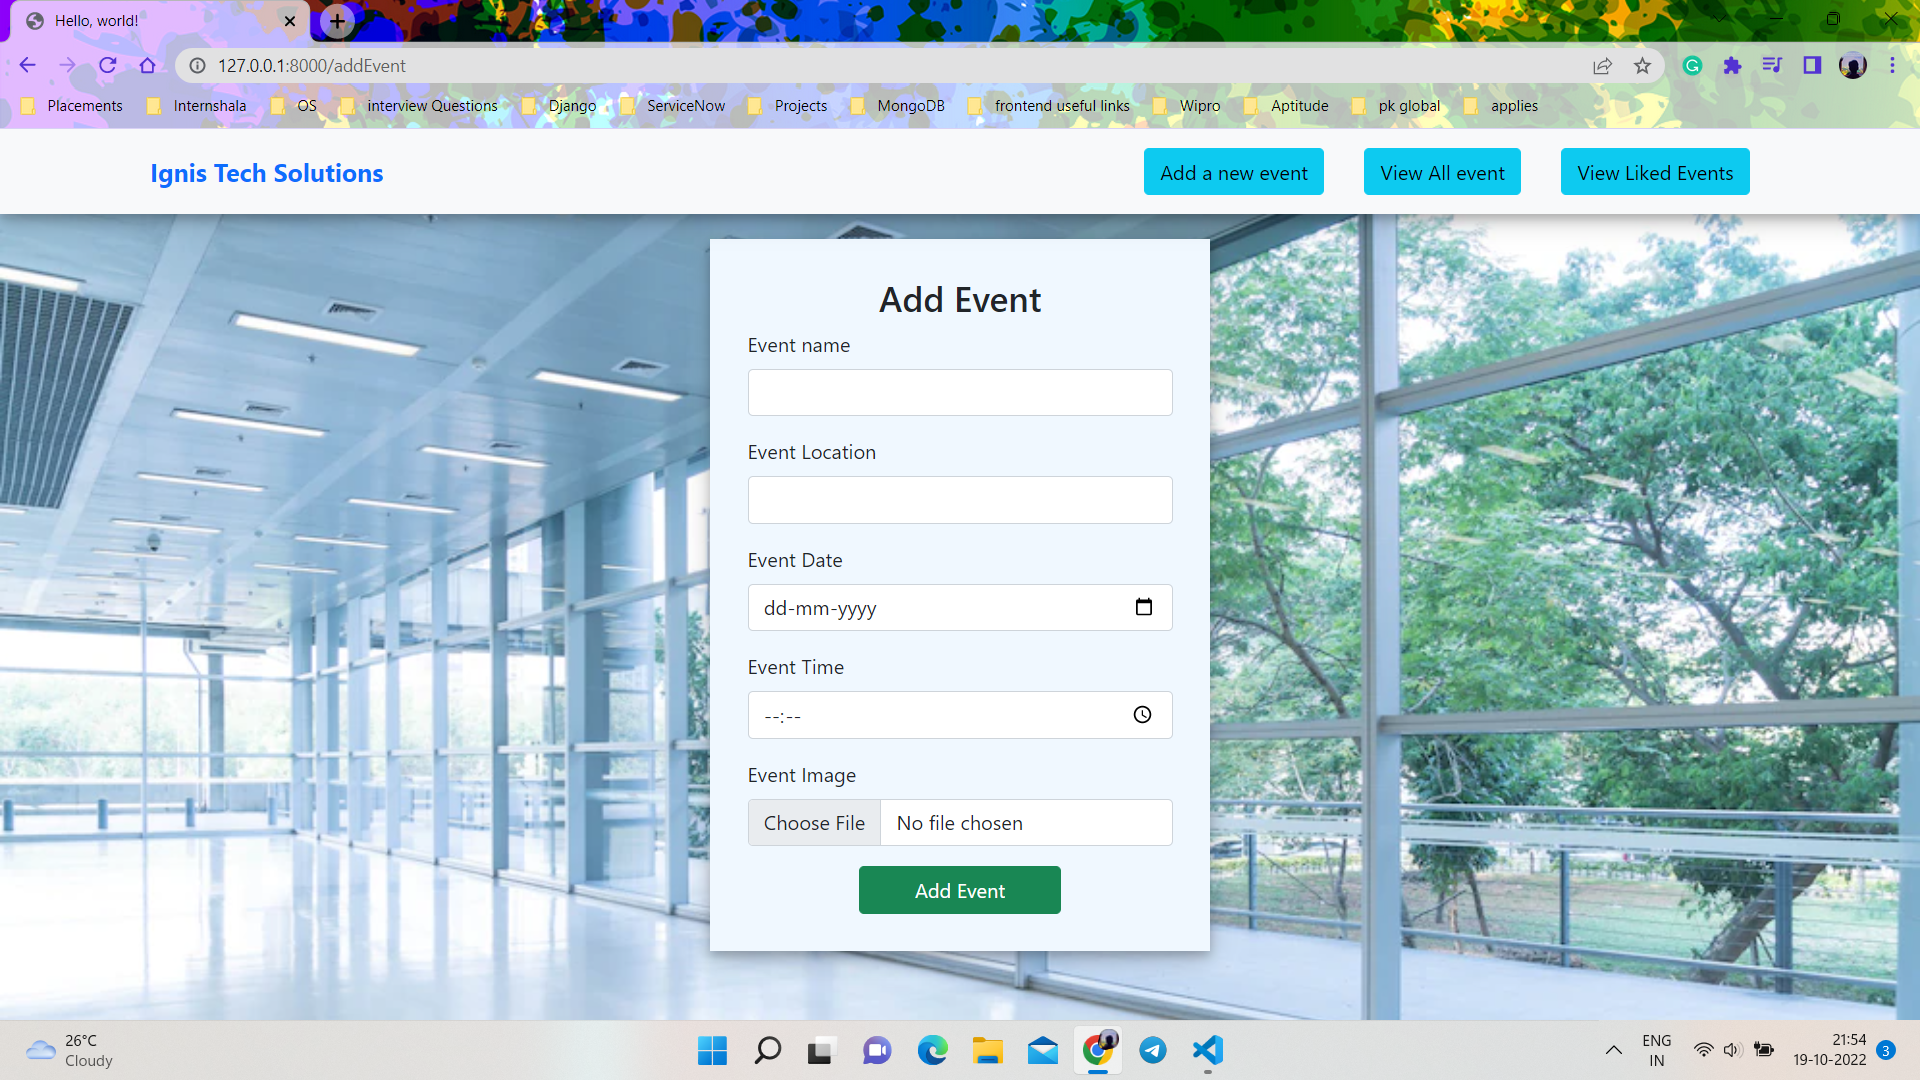 Hello, world!
127.0.0.1:8000/addEvent
Placements Internshala OS interview Questions Django ServiceNow Projects MongoDB frontend useful links Wipro Aptitude pk global applies
Ignis Tech Solutions Add a new event View All event View Liked Events
Add Event
Event name
Event Location
Event Date
dd-mm-yyyy
Event Time
--:--
Event Image
Choose File No file chosen
Add Event
26°C
Cloudy
ENG
IN
21:54
19-10-2022
3